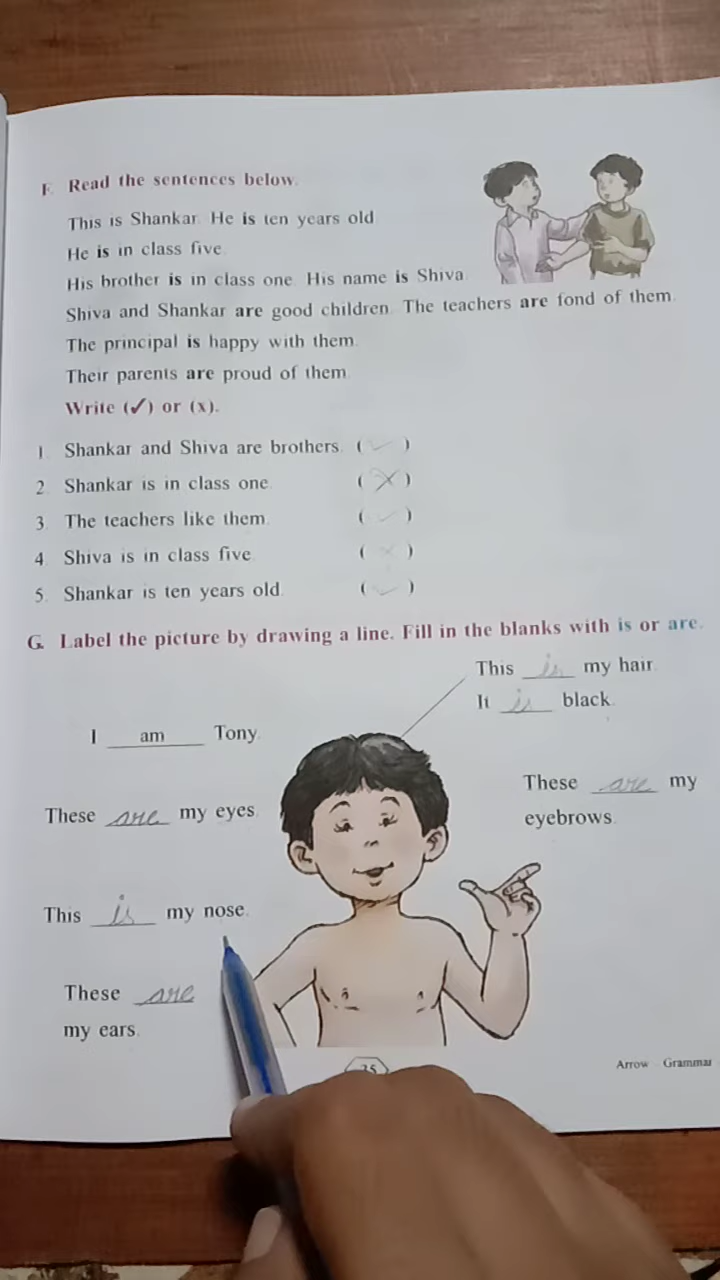 F. Read the sentences below.
This is Shankar. He is ten years old.
He is in class five.
His brother is in class one. His name is Shiva.
Shiva and Shankar are good children. The teachers are fond of them.
The principal is happy with them.
Their parents are proud of them.
Write (✓) or (x).
1. Shankar and Shiva are brothers. (✓)
2. Shankar is in class one. (X)
3. The teachers like them. (✓)
4. Shiva is in class five. (X)
5. Shankar is ten years old. (✓)
G. Label the picture by drawing a line. Fill in the blanks with is or are.
This is my hair.
It is black.
I am Tony.
These are my
eyebrows.
These are my eyes.
This is my nose.
These are
my ears.
25
Arrow Grammar